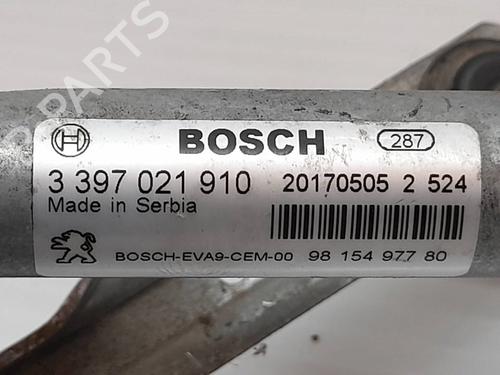 BOSCH 287
3 397 021 910 20170505 2 524
Made in Serbia
BOSCH-EVA9-CEM-00 98 154 977 80
PARTS